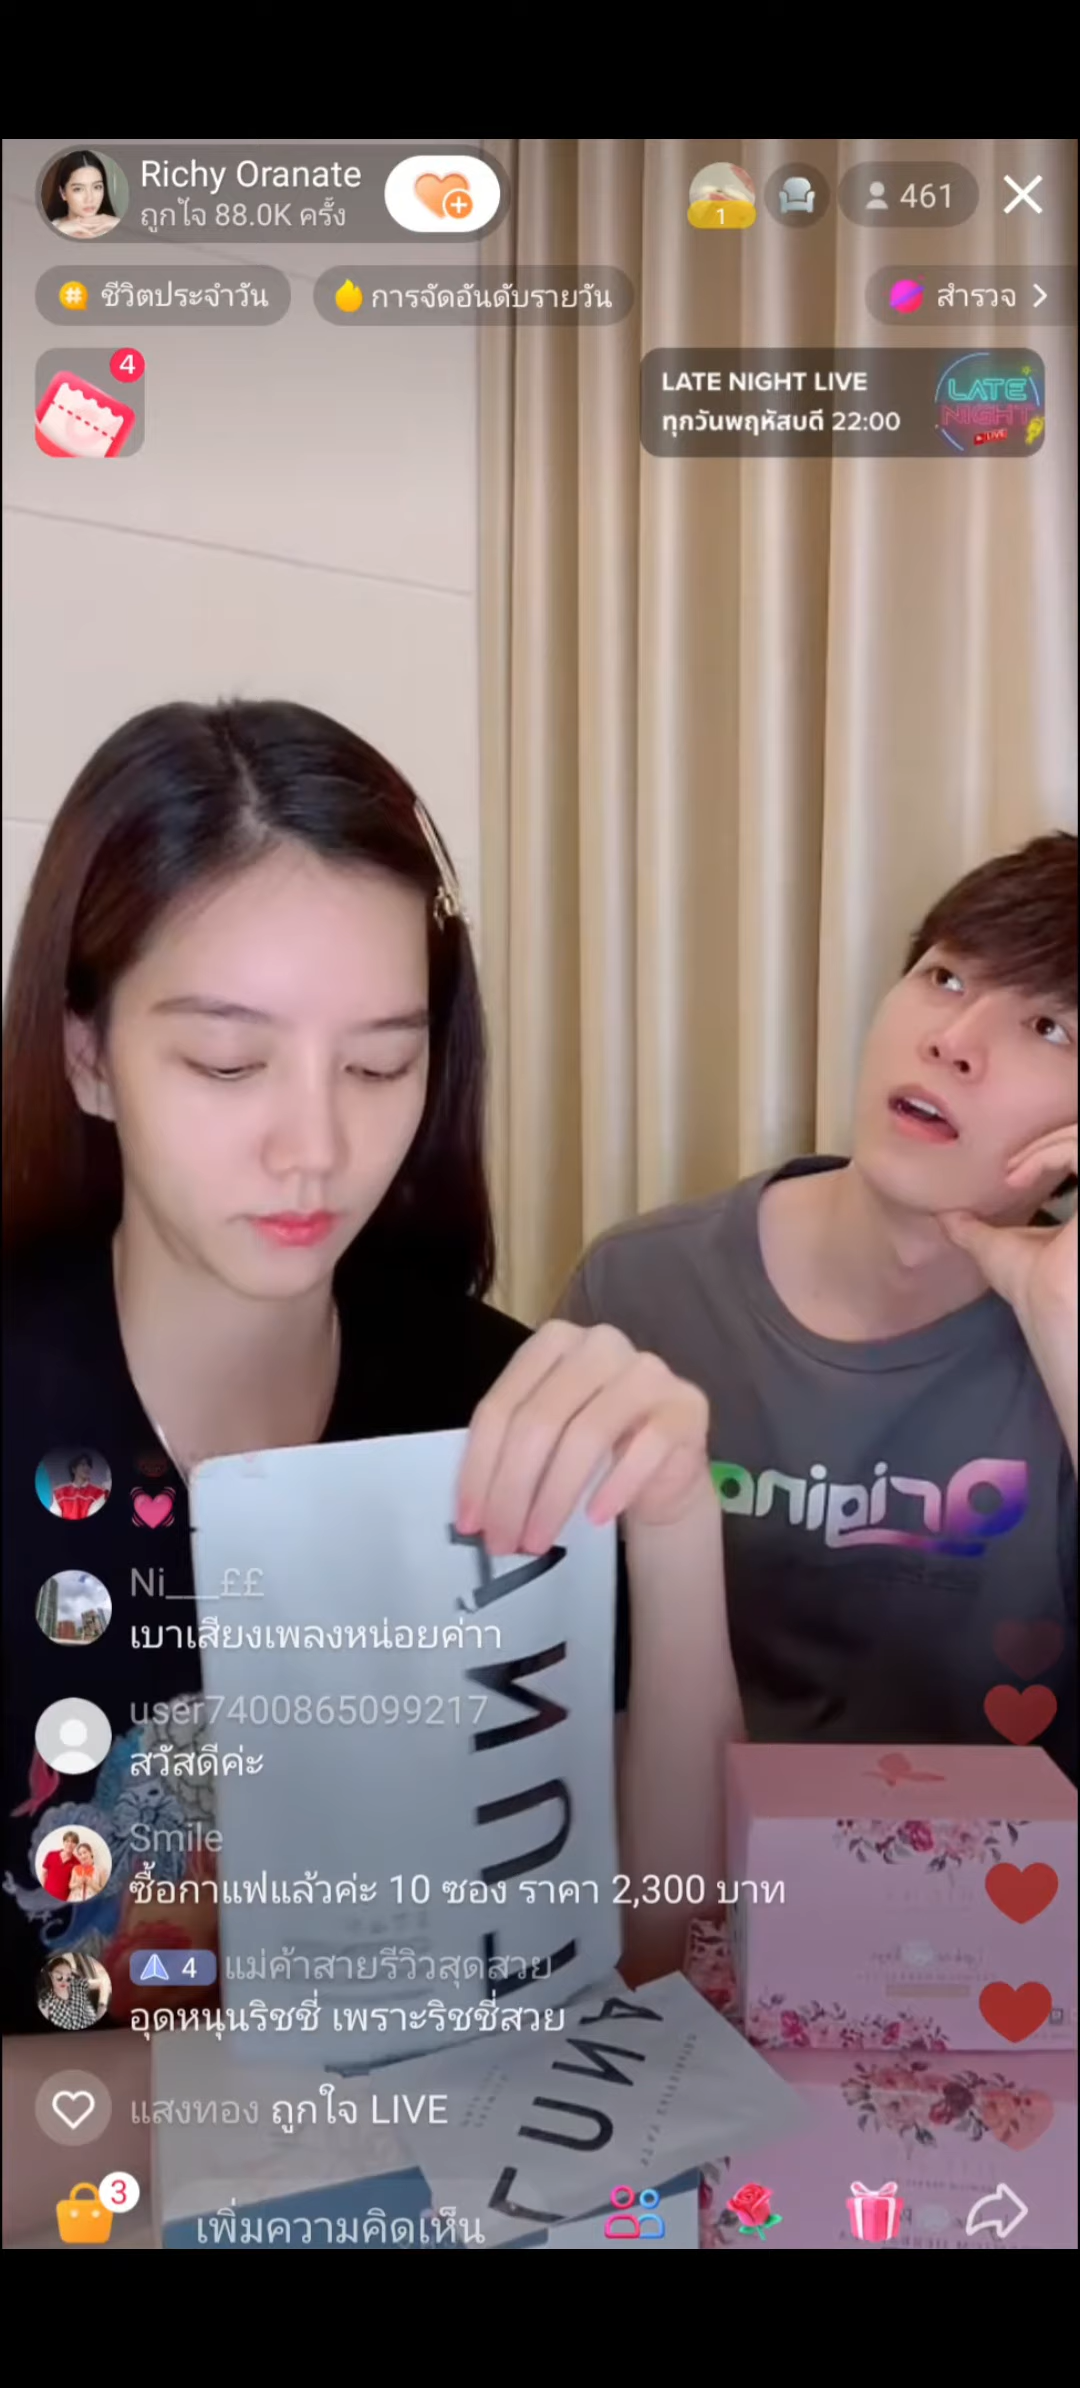 Richy Oranate
ถูกใจ 88.0K ครั้ง
1
461
ชีวิตประจำวัน
การจัดอันดับรายวัน
สำรวจ
4
LATE NIGHT LIVE
ทุกวันพฤหัสบดี 22:00
LATE
NIGHT
LIVE
Origina
Ni___££
เบาเสียงเพลงหน่อยค่าา
user7400865099217
สวัสดีค่ะ
Smile
ซื้อกาแฟแล้วค่ะ 10 ซอง ราคา 2,300 บาท
4 แม่ค้าสายรีวิวสุดสวย
อุดหนุนริชชี่ เพราะริชชี่สวย
แสงทอง ถูกใจ LIVE
3
เพิ่มความคิดเห็น